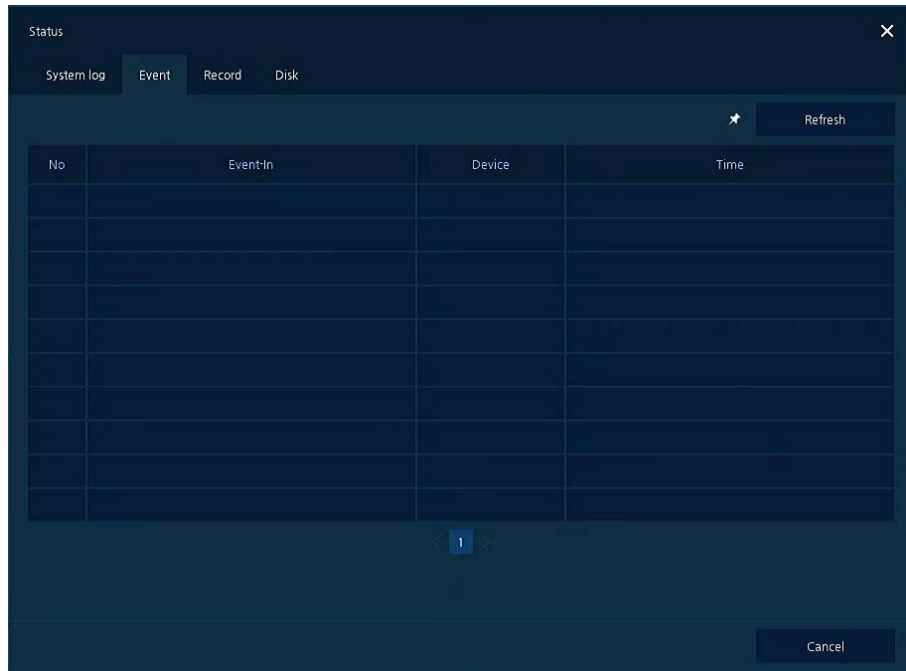 Status
System log Event Record Disk
Refresh
No Event-In Device Time
1
Cancel